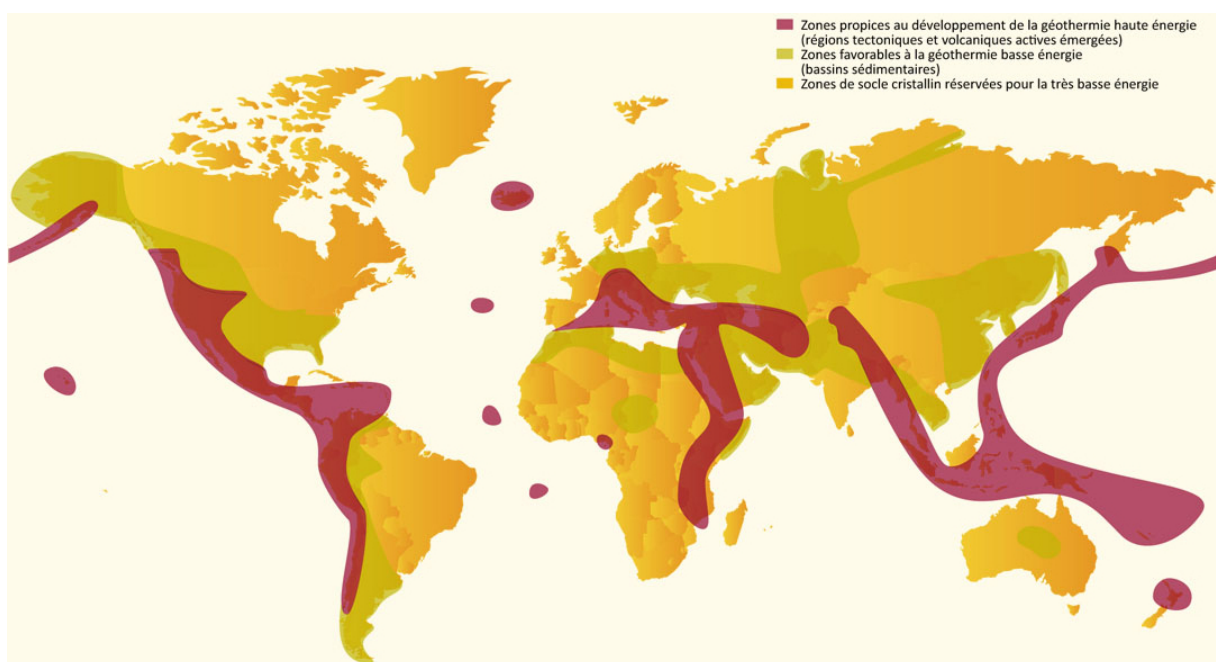 Zones propices au développement de la géothermie haute énergie
(régions tectoniques et volcaniques actives émergées)
Zones favorables à la géothermie basse énergie
(bassins sédimentaires)
Zones de socle cristallin réservées pour la très basse énergie